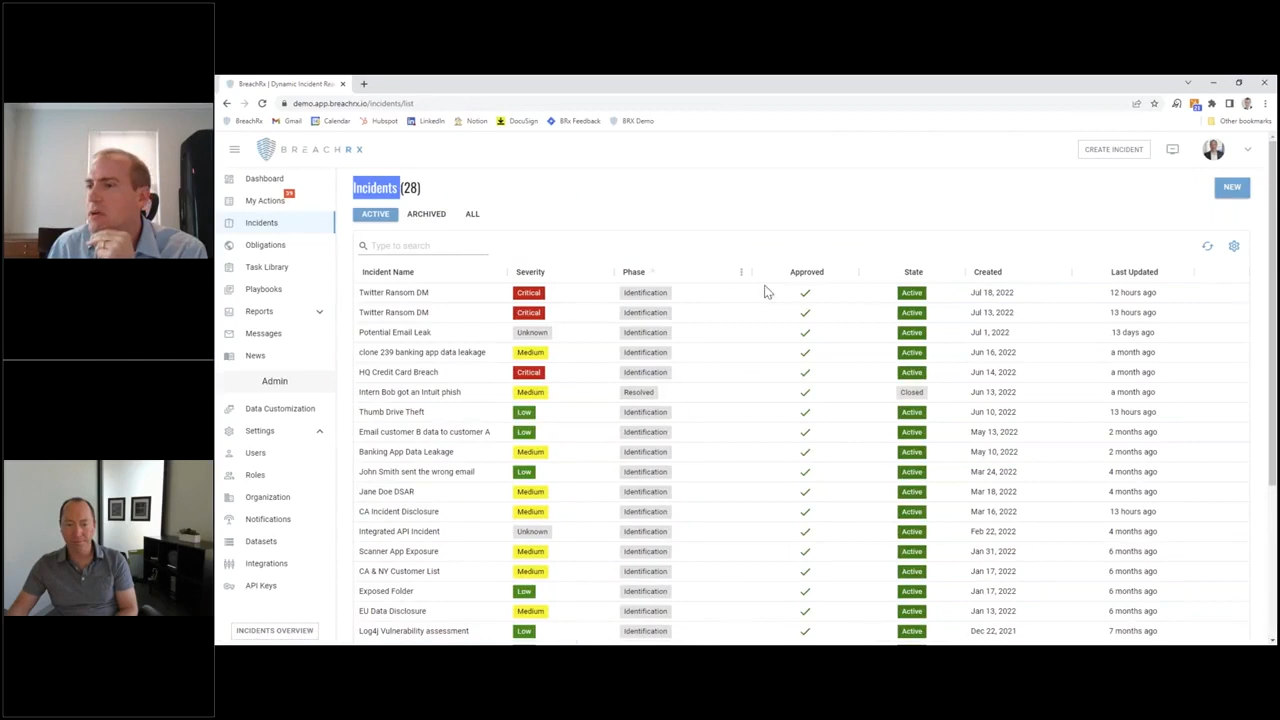 BreachRx | Dynamic Incident Res
demo.app.breachrx.io/incidents/list
BreachRx Gmail Calendar Hubspot LinkedIn Notion DocuSign BRx Feedback BRX Demo Other bookmarks
BREACHRX CREATE INCIDENT
Dashboard
My Actions 39
Incidents
Obligations
Task Library
Playbooks
Reports
Messages
News
Admin
Data Customization
Settings
Users
Roles
Organization
Notifications
Datasets
Integrations
API Keys
INCIDENTS OVERVIEW
Incidents (28) NEW
ACTIVE ARCHIVED ALL
Type to search
Incident Name Severity Phase Approved State Created Last Updated
Twitter Ransom DM Critical Identification Active Jul 18, 2022 12 hours ago
Twitter Ransom DM Critical Identification Active Jul 13, 2022 13 hours ago
Potential Email Leak Unknown Identification Active Jul 1, 2022 13 days ago
clone 239 banking app data leakage Medium Identification Active Jun 16, 2022 a month ago
HQ Credit Card Breach Critical Identification Active Jun 14, 2022 a month ago
Intern Bob got an Intuit phish Medium Resolved Closed Jun 13, 2022 a month ago
Thumb Drive Theft Low Identification Active Jun 10, 2022 13 hours ago
Email customer B data to customer A Low Identification Active May 13, 2022 2 months ago
Banking App Data Leakage Medium Identification Active May 10, 2022 2 months ago
John Smith sent the wrong email Low Identification Active Mar 24, 2022 4 months ago
Jane Doe DSAR Medium Identification Active Mar 18, 2022 4 months ago
CA Incident Disclosure Medium Identification Active Mar 16, 2022 13 hours ago
Integrated API Incident Unknown Identification Active Feb 22, 2022 4 months ago
Scanner App Exposure Medium Identification Active Jan 31, 2022 6 months ago
CA & NY Customer List Medium Identification Active Jan 17, 2022 6 months ago
Exposed Folder Low Identification Active Jan 17, 2022 6 months ago
EU Data Disclosure Medium Identification Active Jan 13, 2022 6 months ago
Log4j Vulnerability assessment Low Identification Active Dec 22, 2021 7 months ago